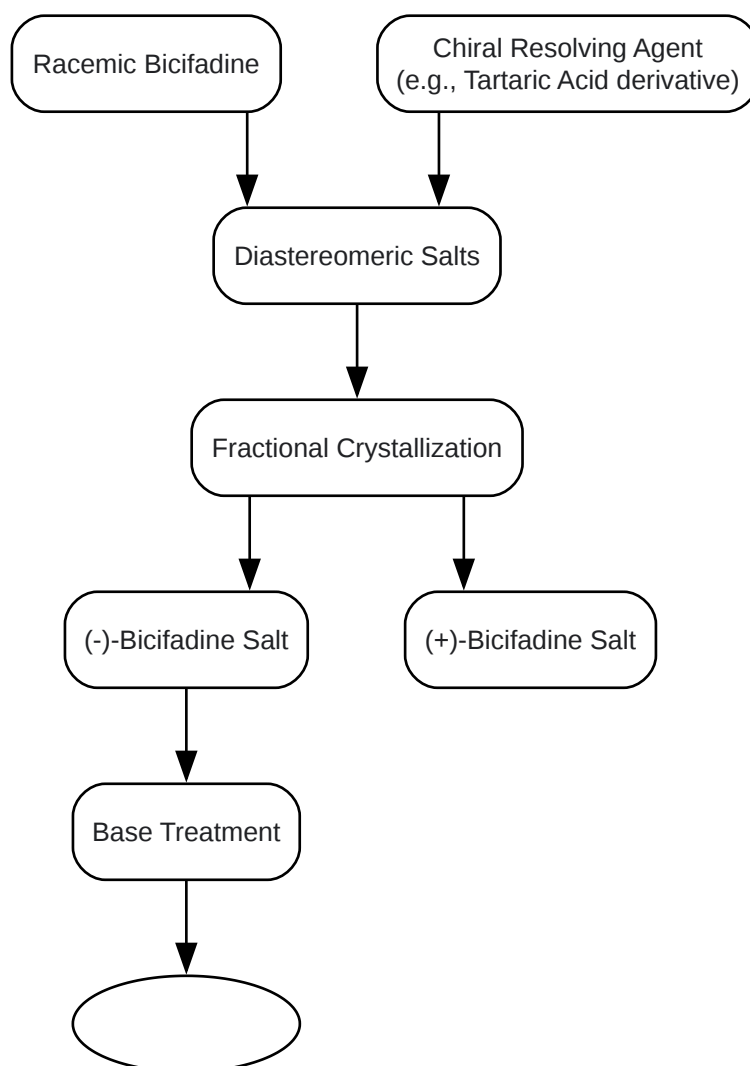 Racemic Bicifadine
Chiral Resolving Agent
(e.g., Tartaric Acid derivative)
Diastereomeric Salts
Fractional Crystallization
(-)-Bicifadine Salt
(+)-Bicifadine Salt
Base Treatment